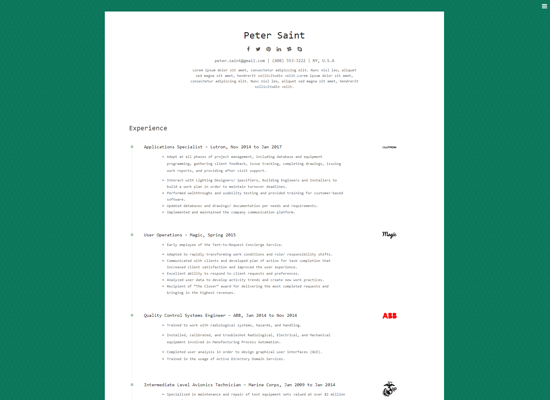 Peter Saint
peter.saint@gmail.com | (408) 553-3222 | NY, U.S.A
Lorem ipsum dolor sit amet, consectetur adipiscing elit. Nunc nisl leo, aliquet
sed magna sit amet, hendrerit sollicitudin velit.Lorem ipsum dolor sit amet,
consectetur adipiscing elit. Nunc nisl leo, aliquet sed magna sit amet, hendrerit
sollicitudin velit.
Experience
Applications Specialist – Lutron, Nov 2014 to Jan 2017
LUTRON
Adept at all phases of project management, including database and equipment
programming, gathering client feedback, issue tracking, completing drawings, issuing
work reports, and providing after visit support.
Interact with Lighting Designers/ Specifiers, Building Engineers and Installers to
build a work plan in order to maintain turnover deadlines.
Performed walkthroughs and usability testing and provided training for customer-based
software.
Updated databases and drawings/ documentation per needs and requirements.
Implemented and maintained the company communication platform.
User Operations – Magic, Spring 2015
Magic
Early employee of the Text-to-Request-Concierge Service.
Adapted to rapidly transforming work conditions and role/ responsibility shifts.
Communicated with clients and developed plan of action for task completion that
increased client satisfaction and improved the user experience.
Excellent ability to respond to client requests and preferences.
Analyzed user data to develop activity trends and create new work practices.
Recipient of "The Closer" award for delivering the most completed requests and
bringing in the highest revenues.
Quality Control Systems Engineer – ABB, Jan 2014 to Nov 2014
ABB
Trained to work with radiological systems, hazards, and handling.
Installed, calibrated, and troubleshot Radiological, Electrical, and Mechanical
equipment involved in Manufacturing Process Automation.
Completed user analysis in order to design graphical user interfaces (GUI).
Trained in the usage of Active Directory Domain Services.
Intermediate Level Avionics Technician – Marine Corps, Jan 2009 to Jan 2014
Specialized in maintenance and repair of test equipment sets valued at over $2 million